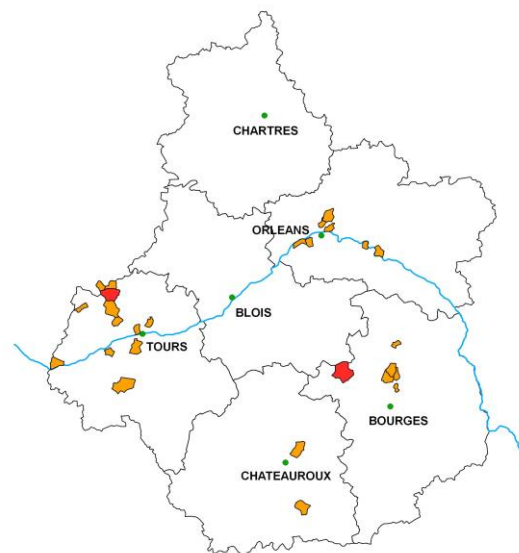 CHARTRES
ORLEANS
BLOIS
TOURS
BOURGES
CHATEAUROUX